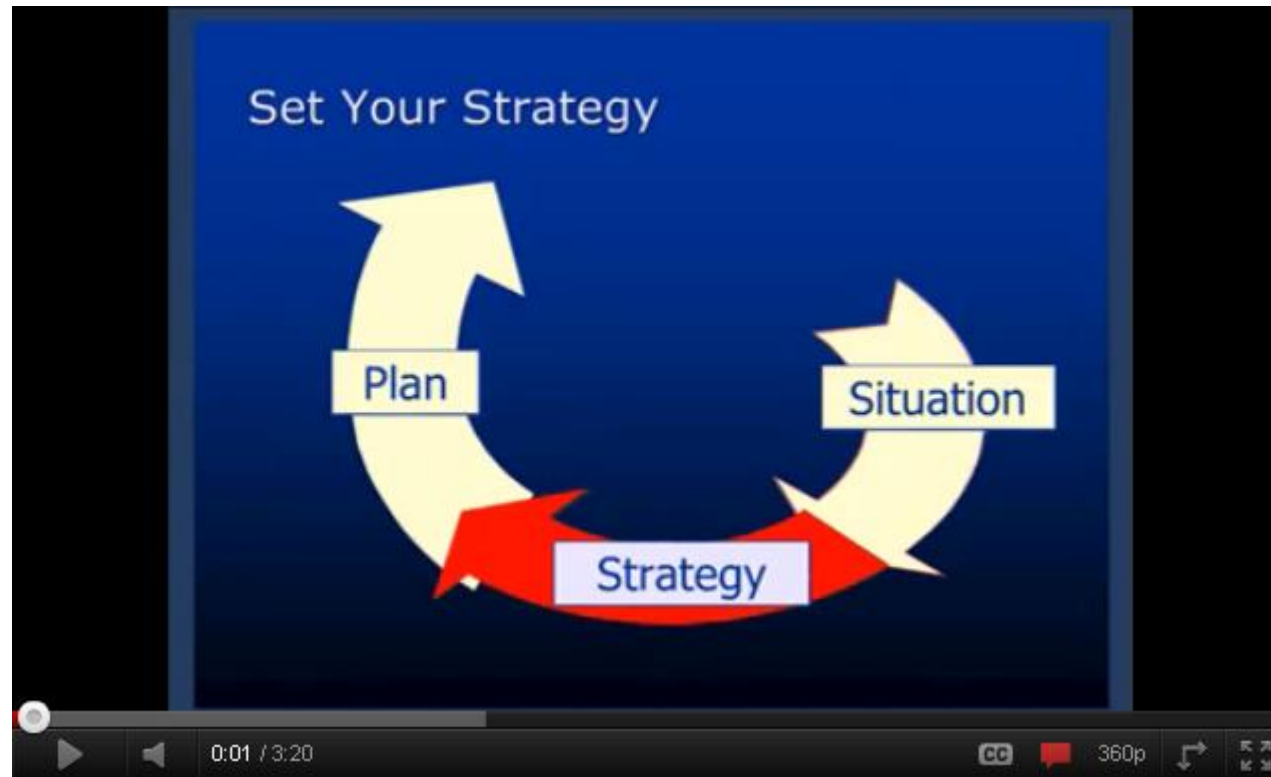 Set Your Strategy
Plan
Situation
Strategy
0:01 / 3:20
CC
360p